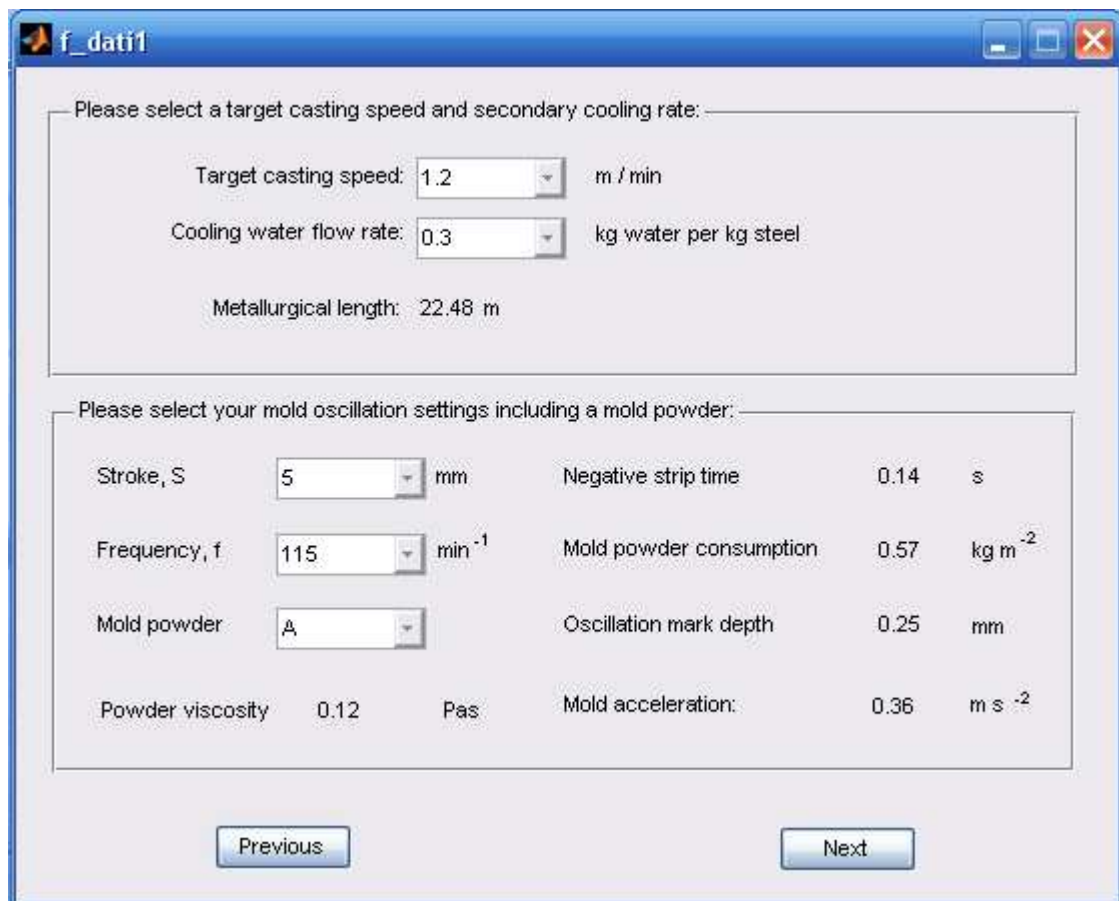 f_dati1
Please select a target casting speed and secondary cooling rate:
Target casting speed: 1.2 m / min
Cooling water flow rate: 0.3 kg water per kg steel
Metallurgical length: 22.48 m
Please select your mold oscillation settings including a mold powder:
Stroke, S 5 mm Negative strip time 0.14 s
Frequency, f 115 min⁻¹ Mold powder consumption 0.57 kg m⁻²
Mold powder A Oscillation mark depth 0.25 mm
Powder viscosity 0.12 Pas Mold acceleration: 0.36 m s⁻²
Previous Next